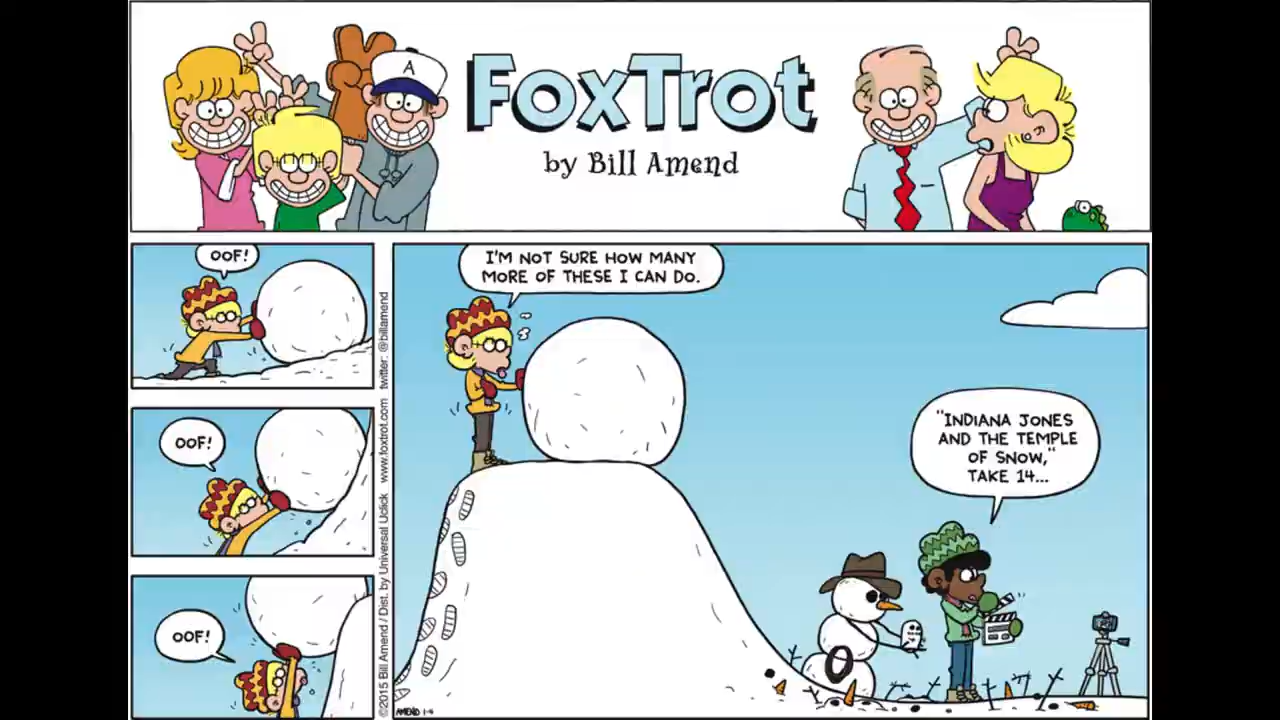 A
FoxTrot
by Bill Amend
OOF!
OOF!
OOF!
©2015 Bill Amend / Dist. by Universal Uclick   www.foxtrot.com   twitter: @billamend
I'M NOT SURE HOW MANY
MORE OF THESE I CAN DO.
"INDIANA JONES
AND THE TEMPLE
OF SNOW,"
TAKE 14...